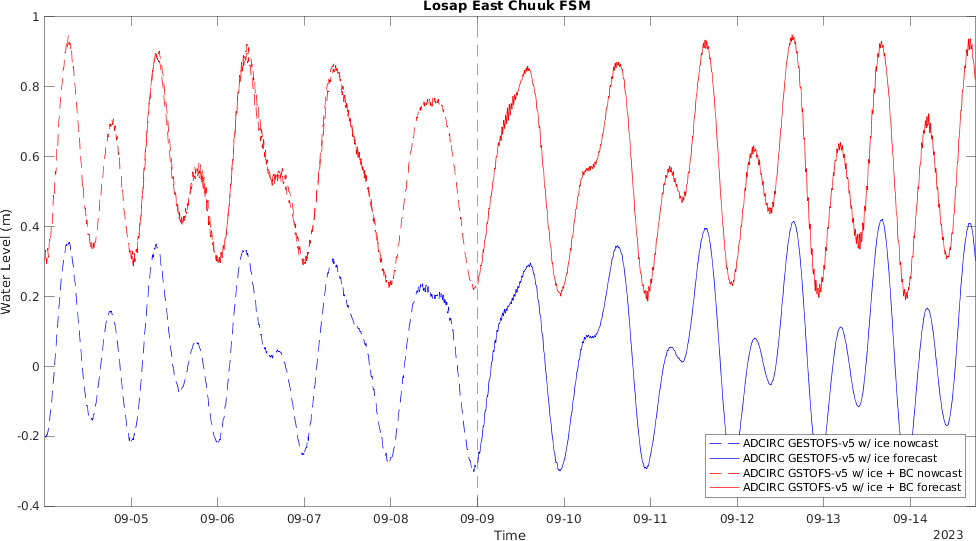 Losap East Chuuk FSM
1
0.8
0.6
0.4
0.2
0
-0.2
-0.4
Water Level (m)
ADCIRC GESTOFS-v5 w/ ice nowcast
ADCIRC GESTOFS-v5 w/ ice forecast
ADCIRC GSTOFS-v5 w/ ice + BC nowcast
ADCIRC GSTOFS-v5 w/ ice + BC forecast
09-05 09-06 09-07 09-08 09-09 09-10 09-11 09-12 09-13 09-14
Time
2023